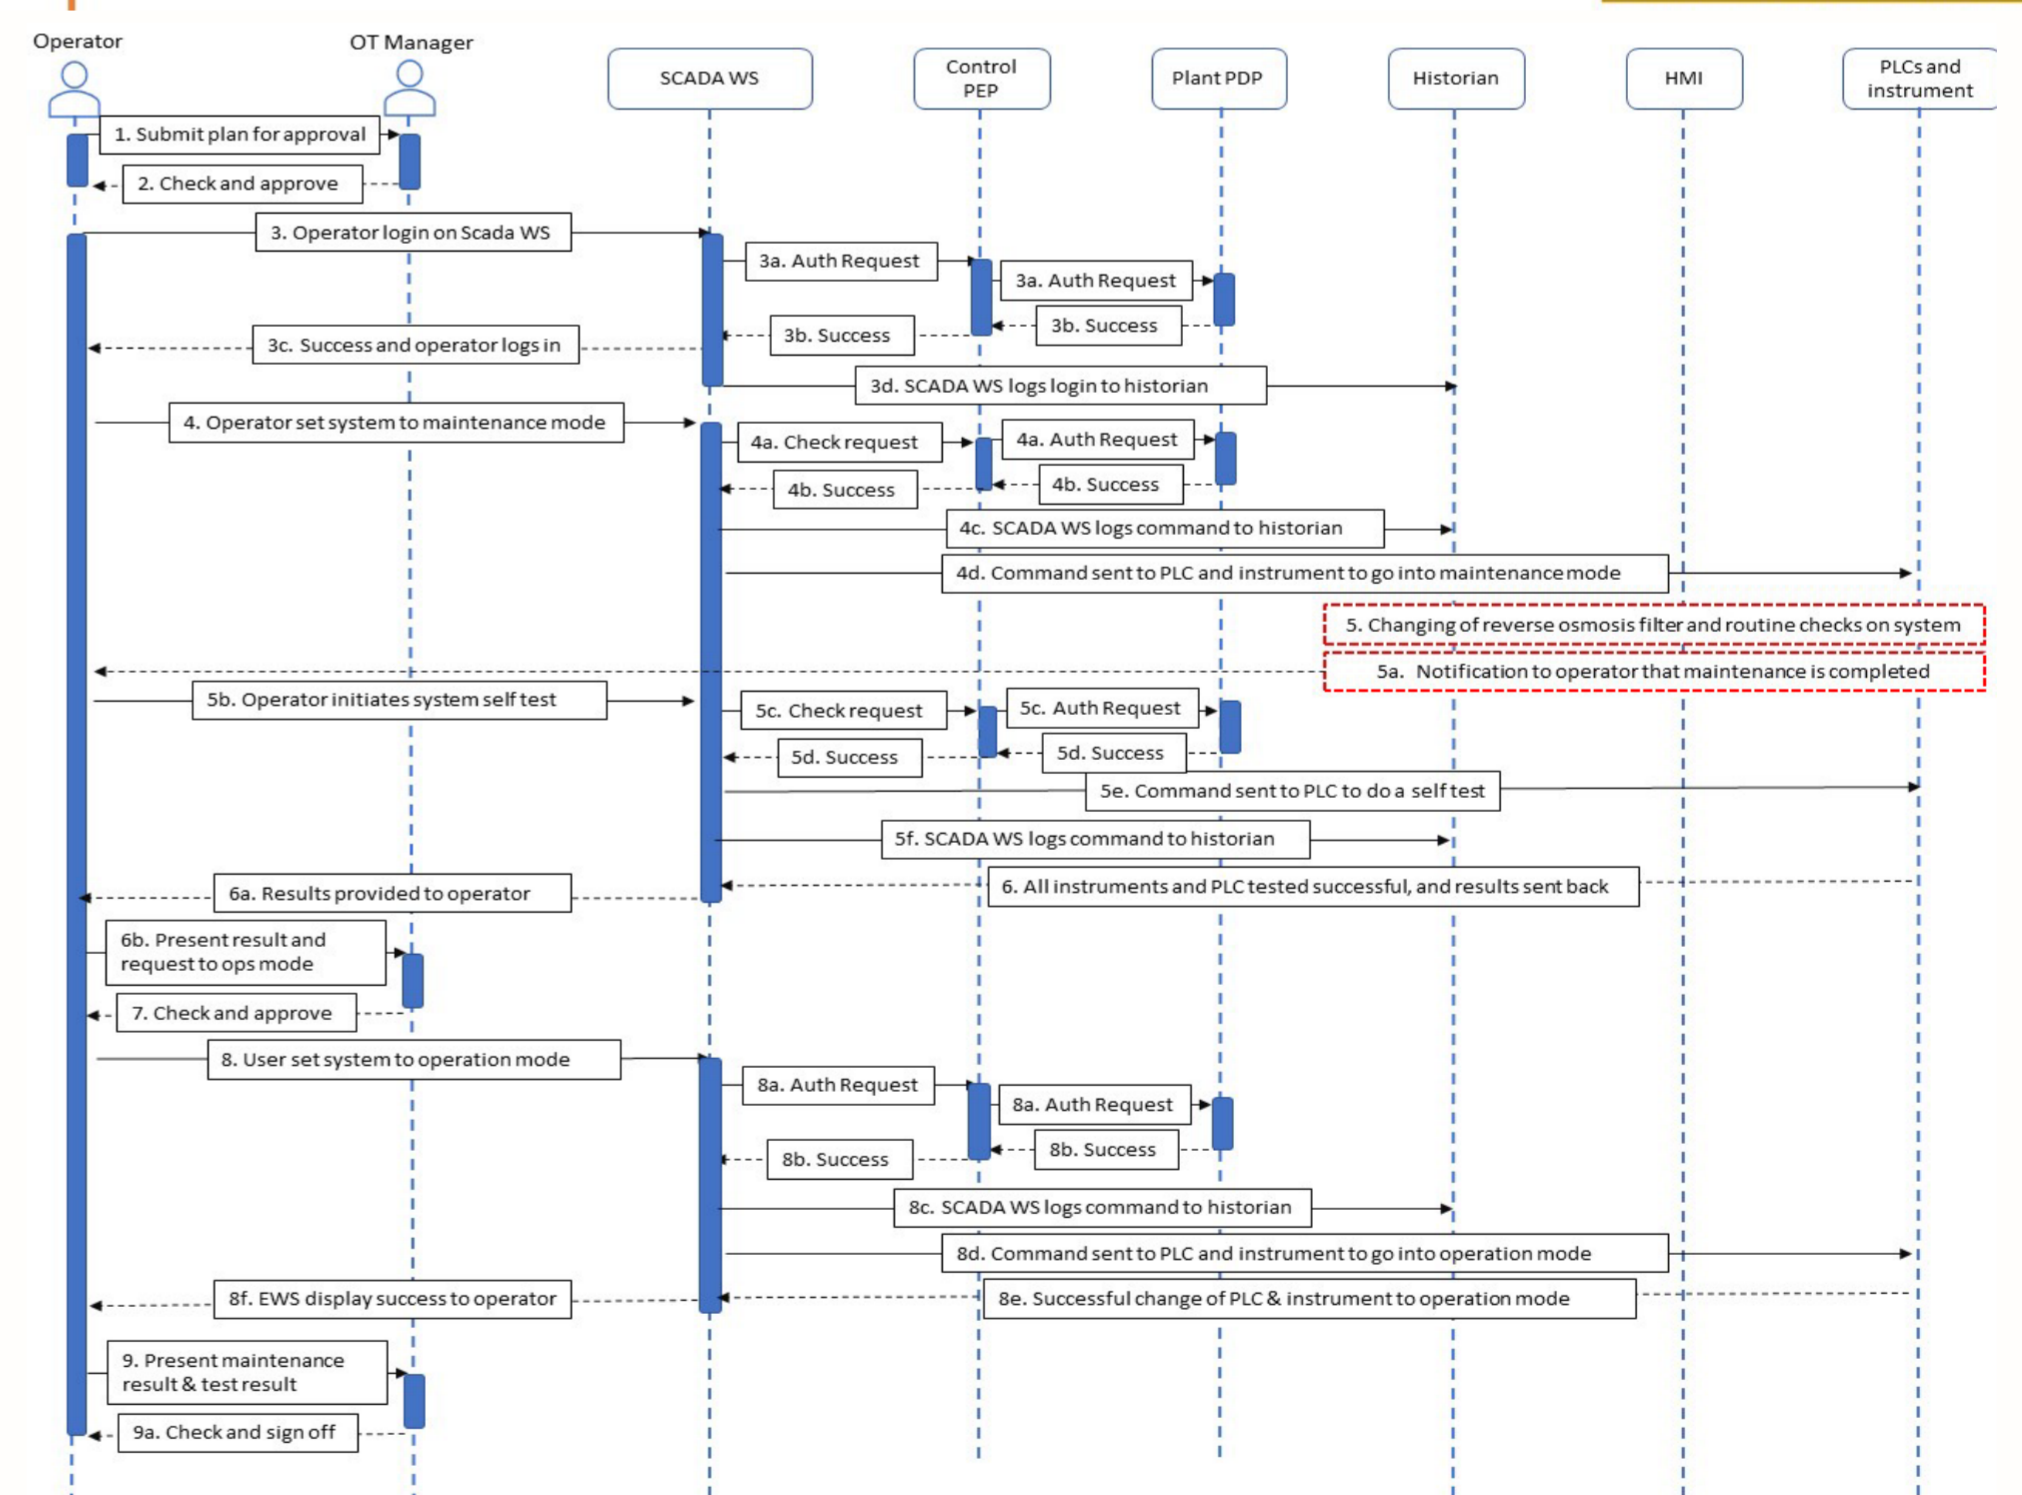 Operator
OT Manager
SCADA WS
Control
PEP
Plant PDP
Historian
HMI
PLCs and
instrument
1. Submit plan for approval
2. Check and approve
3. Operator login on Scada WS
3a. Auth Request
3a. Auth Request
3b. Success
3b. Success
3c. Success and operator logs in
3d. SCADA WS logs login to historian
4. Operator set system to maintenance mode
4a. Check request
4a. Auth Request
4b. Success
4b. Success
4c. SCADA WS logs command to historian
4d. Command sent to PLC and instrument to go into maintenance mode
5. Changing of reverse osmosis filter and routine checks on system
5a. Notification to operator that maintenance is completed
5b. Operator initiates system self test
5c. Check request
5c. Auth Request
5d. Success
5d. Success
5e. Command sent to PLC to do a self test
5f. SCADA WS logs command to historian
6. All instruments and PLC tested successful, and results sent back
6a. Results provided to operator
6b. Present result and
request to ops mode
7. Check and approve
8. User set system to operation mode
8a. Auth Request
8a. Auth Request
8b. Success
8b. Success
8c. SCADA WS logs command to historian
8d. Command sent to PLC and instrument to go into operation mode
8e. Successful change of PLC & instrument to operation mode
8f. EWS display success to operator
9. Present maintenance
result & test result
9a. Check and sign off